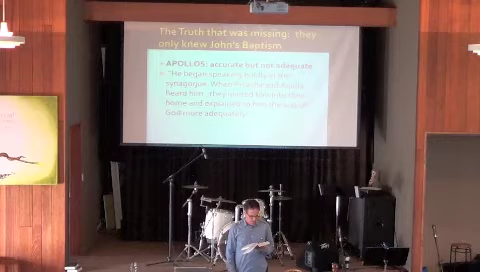 The Truth that was missing: they
only knew John's Baptism
APOLLOS: accurate but not adequate
"He began speaking boldly in the
synagogue. When Priscilla and Aquila
heard him they invited him into their
home and explained to him the way of
God more adequately."